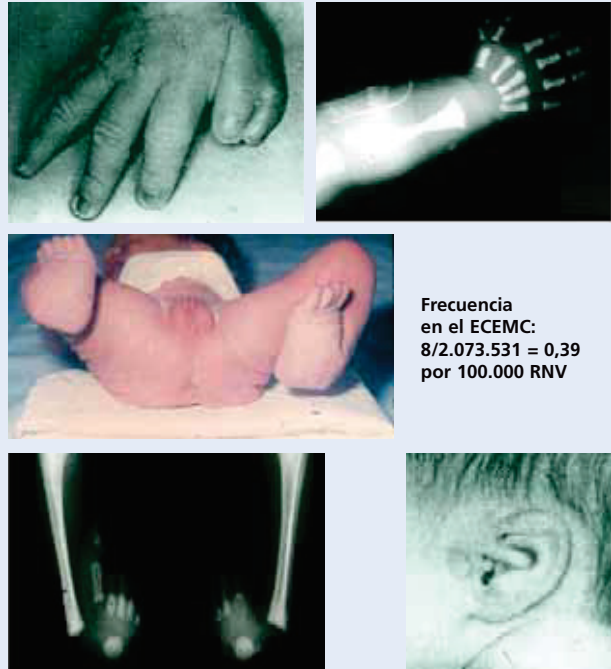 Frecuencia
en el ECEMC:
8/2.073.531 = 0,39
por 100.000 RNV